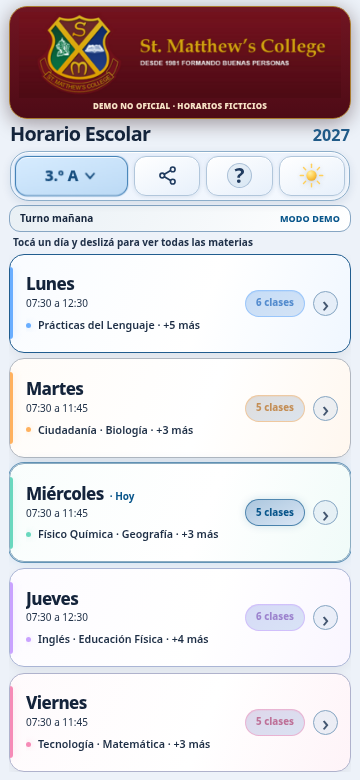 St. Matthew's College
DESDE 1981 FORMANDO BUENAS PERSONAS
S
M
C
ST. MATTHEW'S COLLEGE
DEMO NO OFICIAL · HORARIOS FICTICIOS
Horario Escolar
2027
3.° A
?
Turno mañana
MODO DEMO
Tocá un día y deslizá para ver todas las materias
Lunes
07:30 a 12:30
Prácticas del Lenguaje · +5 más
6 clases
Martes
07:30 a 11:45
Ciudadanía · Biología · +3 más
5 clases
Miércoles · Hoy
07:30 a 11:45
Físico Química · Geografía · +3 más
5 clases
Jueves
07:30 a 12:30
Inglés · Educación Física · +4 más
6 clases
Viernes
07:30 a 11:45
Tecnología · Matemática · +3 más
5 clases